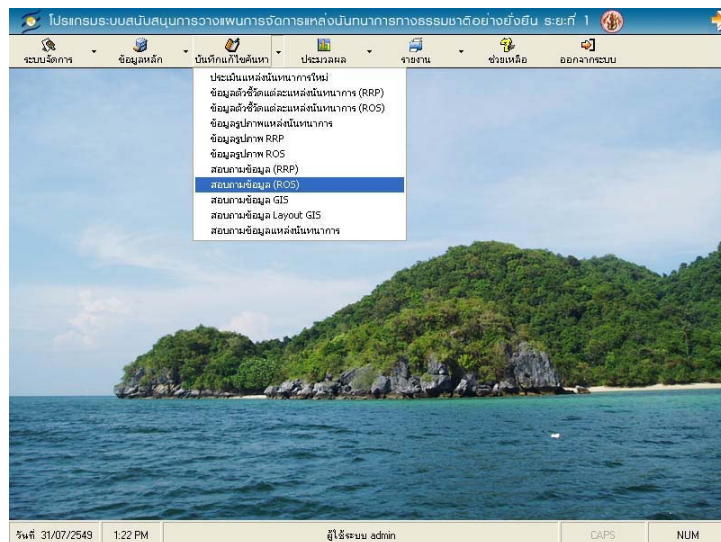 โปรแกรมระบบสนับสนุนการวางแผนการจัดการแหล่งนันทนาการทางธรรมชาติอย่างยั่งยืน ระยะที่ 1
ระบบจัดการ ข้อมูลหลัก บันทึกแก้ไขค้นหา ประมวลผล รายงาน ช่วยเหลือ ออกจากระบบ
ประเมินแหล่งนันทนาการใหม่
ข้อมูลตัวชี้วัดแต่ละแหล่งนันทนาการ (RRP)
ข้อมูลตัวชี้วัดแต่ละแหล่งนันทนาการ (ROS)
ข้อมูลรูปภาพแหล่งนันทนาการ
ข้อมูลรูปภาพ RRP
ข้อมูลรูปภาพ ROS
สอบถามข้อมูล (RRP)
สอบถามข้อมูล (ROS)
สอบถามข้อมูล GIS
สอบถามข้อมูล Layout GIS
สอบถามข้อมูลแหล่งนันทนาการ
วันที่ 31/07/2549 1:22 PM ผู้ใช้ระบบ admin CAPS NUM